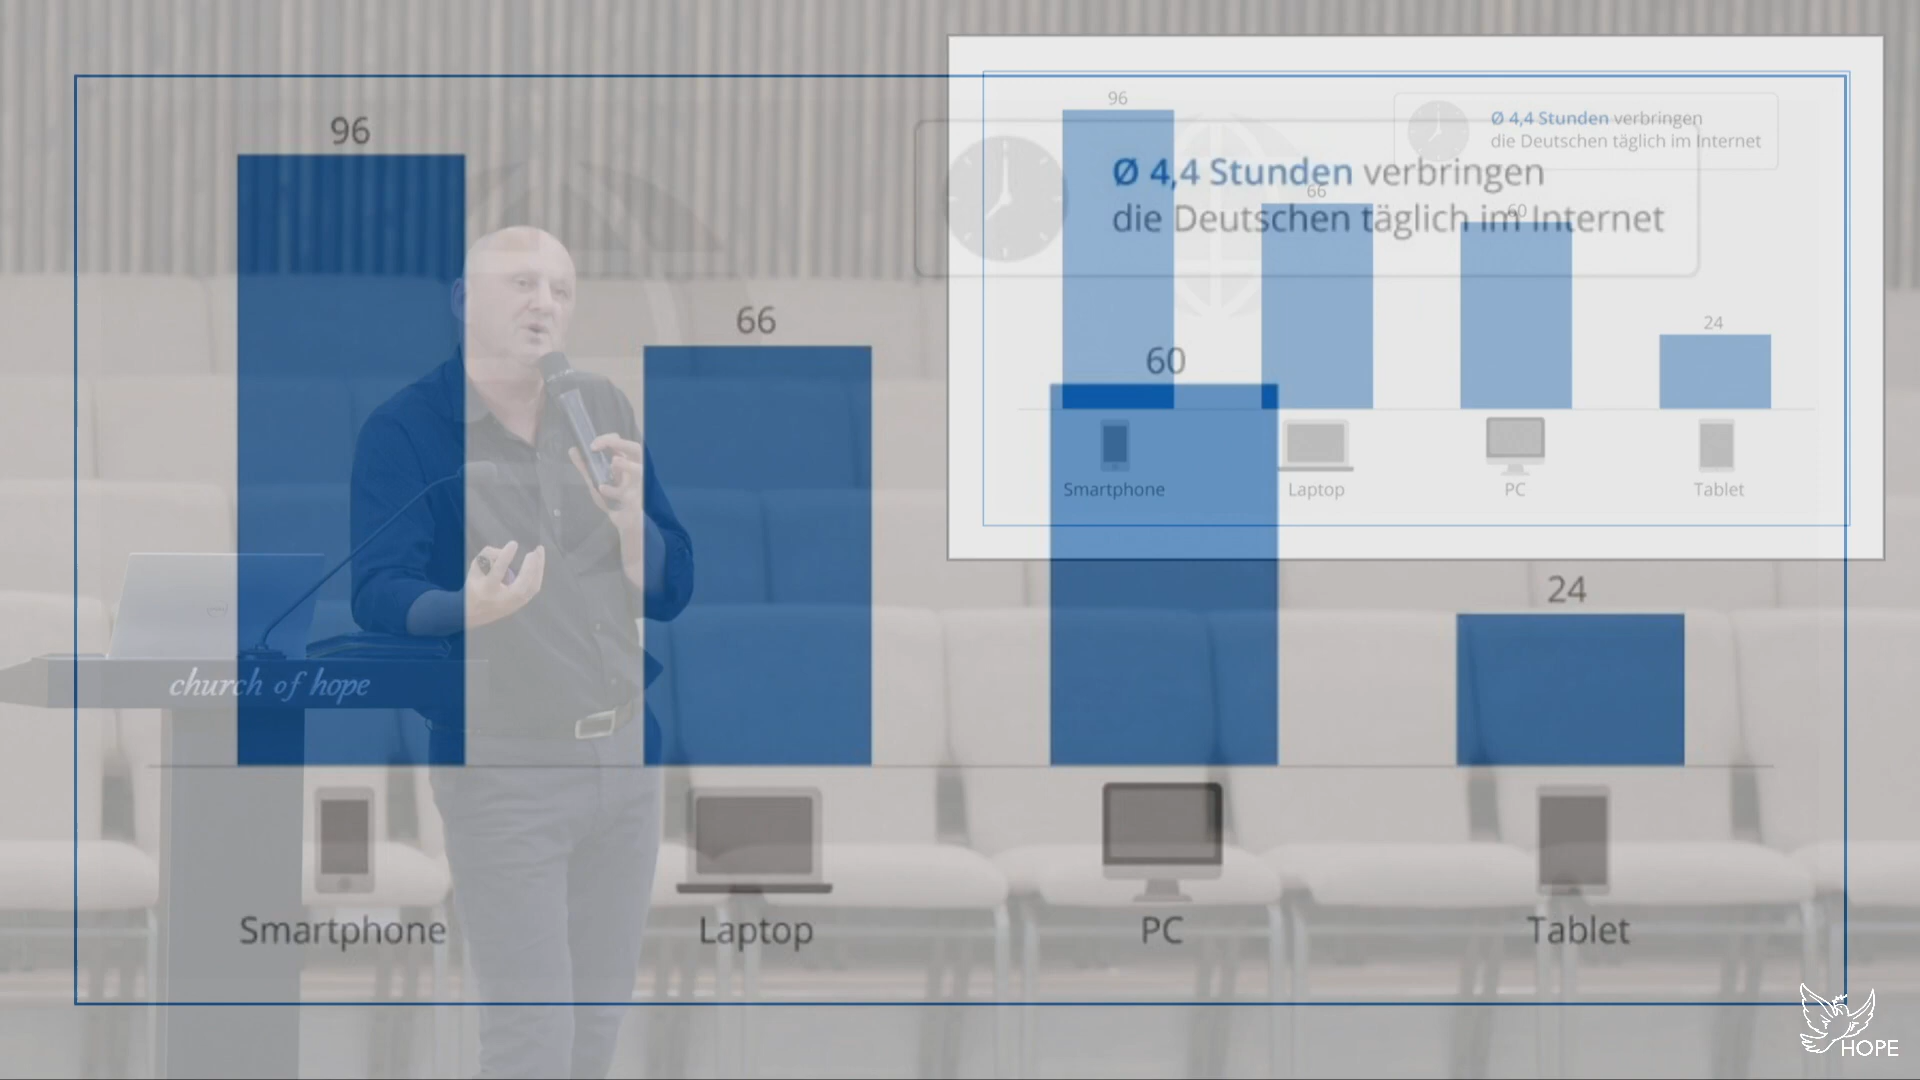 96
Ø 4,4 Stunden verbringen
die Deutschen täglich im Internet
66
60
24
Smartphone
Laptop
PC
Tablet
96
Ø 4,4 Stunden verbringen
die Deutschen täglich im Internet
66
60
24
Smartphone
Laptop
PC
Tablet
church of hope
HOPE